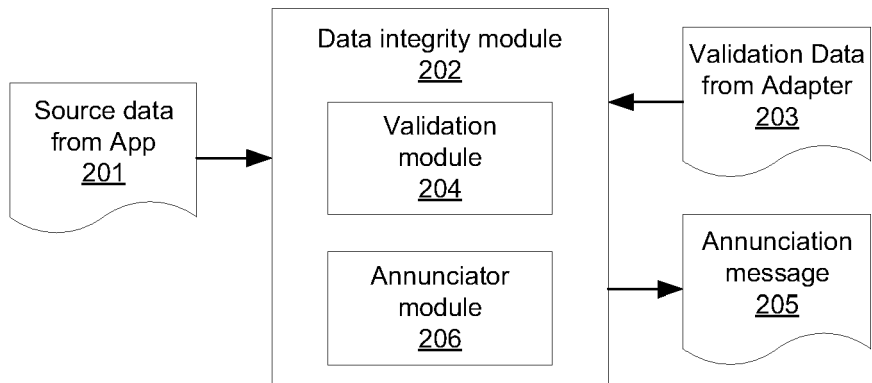 Source data
from App
201
Data integrity module
202
Validation
module
204
Annunciator
module
206
Validation Data
from Adapter
203
Annunciation
message
205